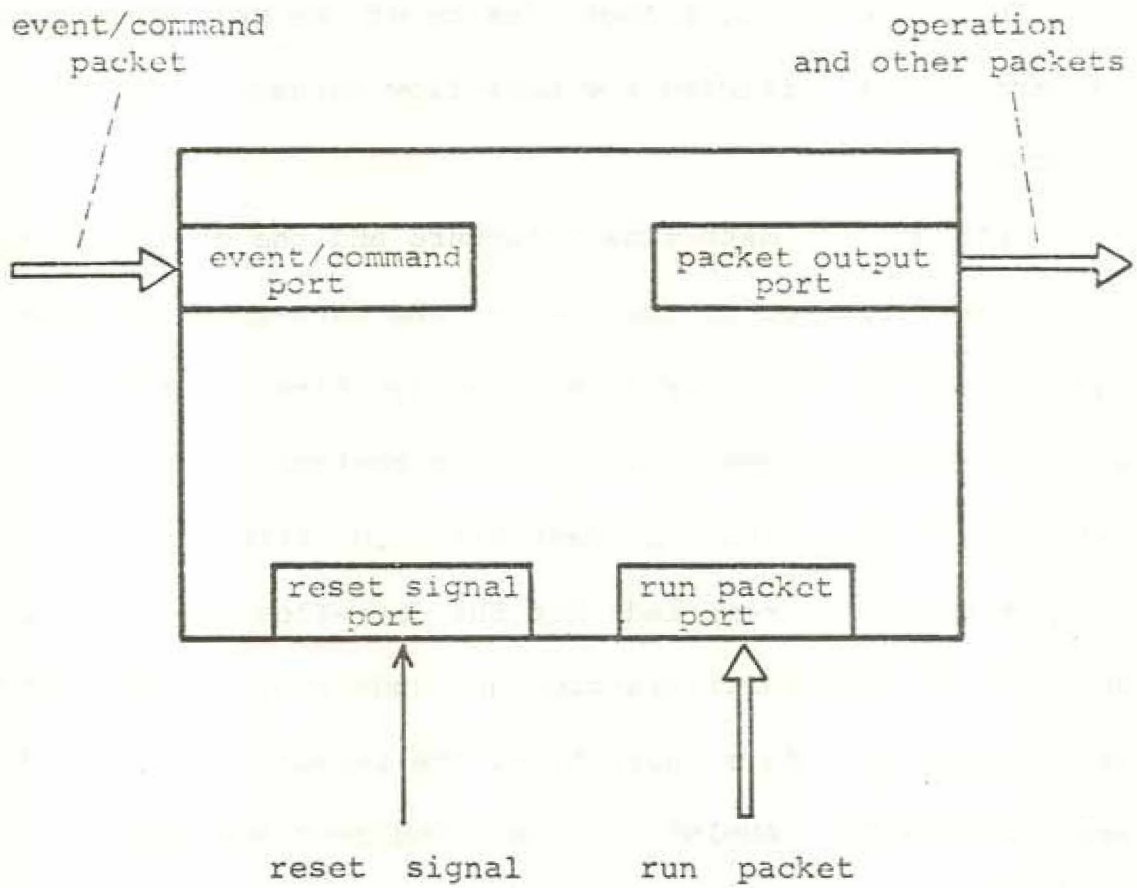 event/command
packet
operation
and other packets
event/command
port
packet output
port
reset signal
port
run packet
port
reset signal
run packet